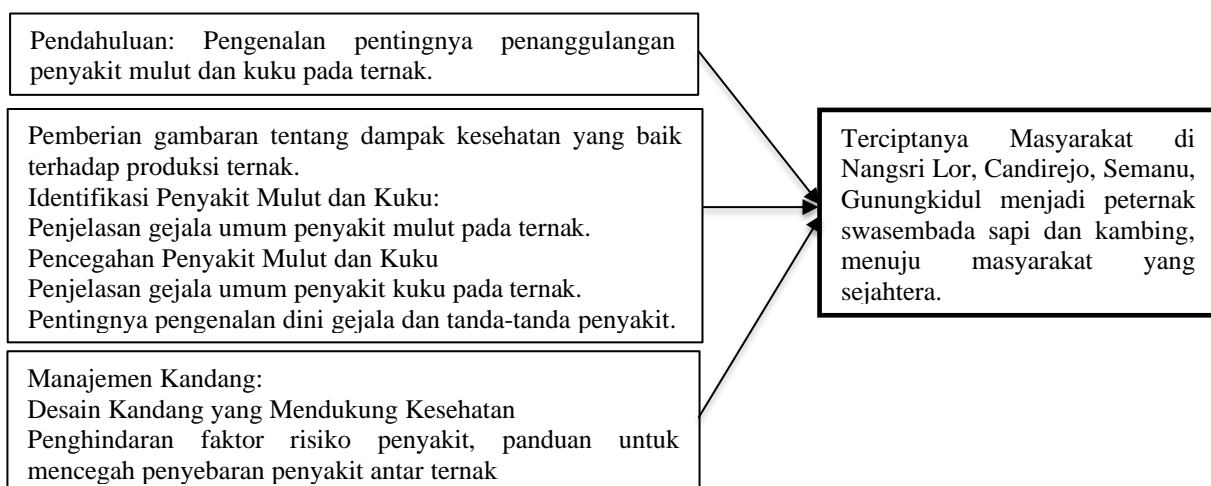 Pendahuluan: Pengenalan pentingnya penanggulangan
penyakit mulut dan kuku pada ternak.
Pemberian gambaran tentang dampak kesehatan yang baik
terhadap produksi ternak.
Identifikasi Penyakit Mulut dan Kuku:
Penjelasan gejala umum penyakit mulut pada ternak.
Pencegahan Penyakit Mulut dan Kuku
Penjelasan gejala umum penyakit kuku pada ternak.
Pentingnya pengenalan dini gejala dan tanda-tanda penyakit.
Manajemen Kandang:
Desain Kandang yang Mendukung Kesehatan
Penghindaran faktor risiko penyakit, panduan untuk
mencegah penyebaran penyakit antar ternak
Terciptanya Masyarakat di
Nangsri Lor, Candirejo, Semanu,
Gunungkidul menjadi peternak
swasembada sapi dan kambing,
menuju masyarakat yang
sejahtera.